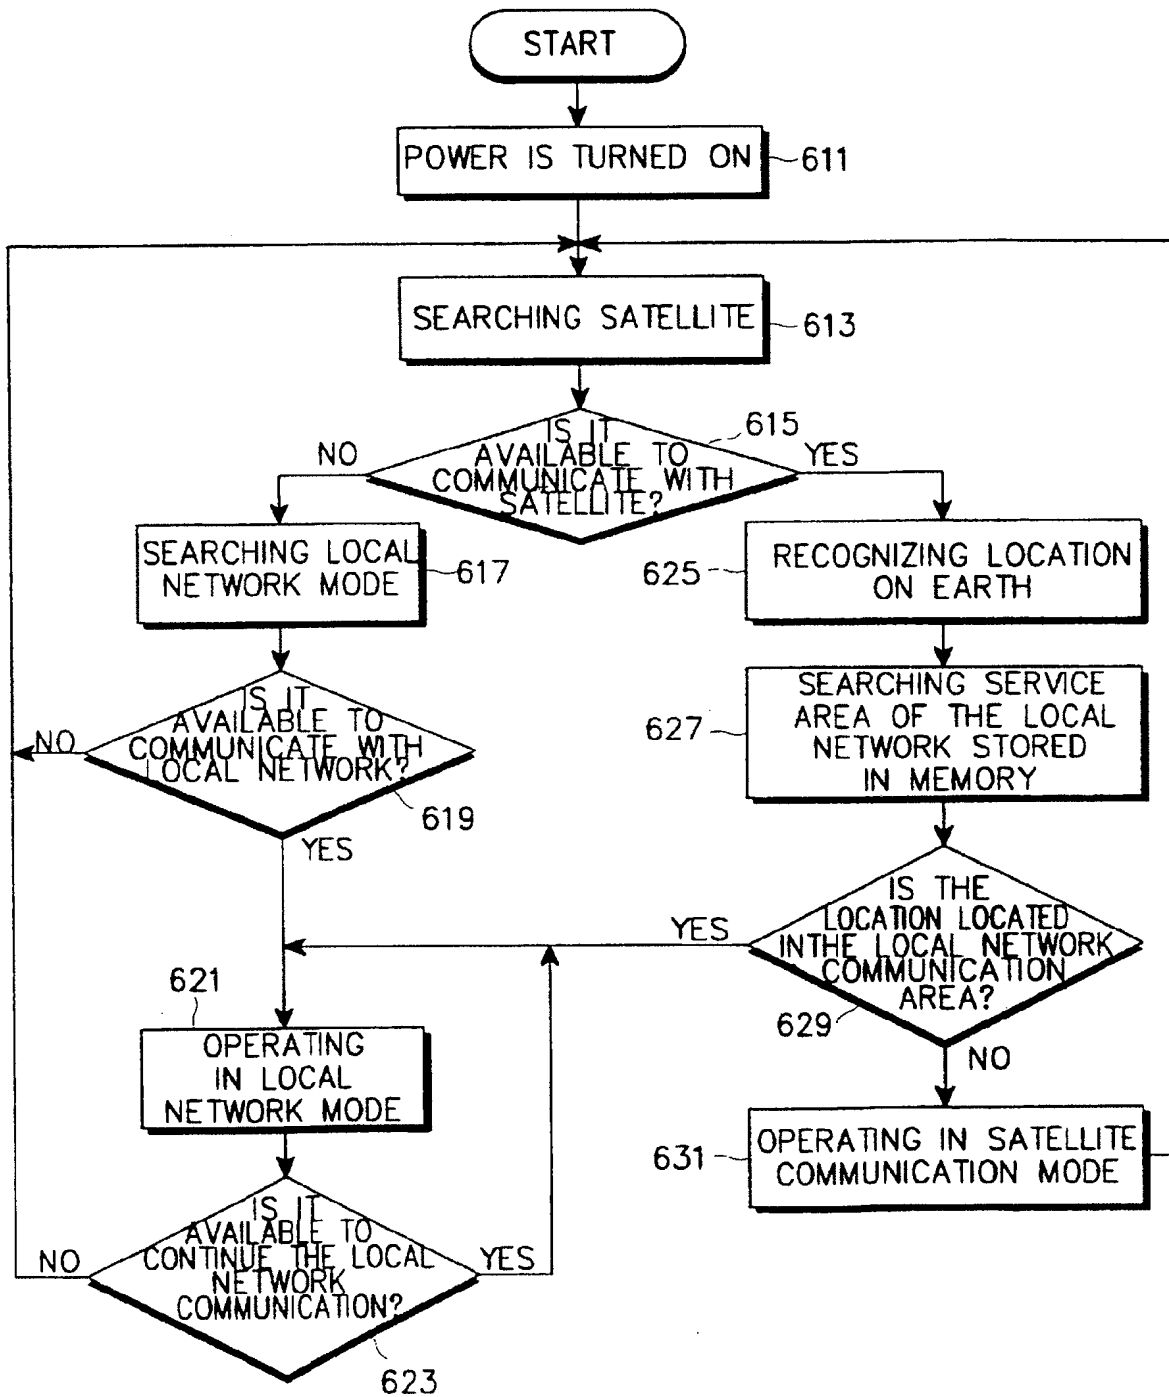 START
POWER IS TURNED ON
611
SEARCHING SATELLITE
613
615
IS IT
AVAILABLE TO
COMMUNICATE WITH
SATELLITE?
NO
YES
SEARCHING LOCAL
NETWORK MODE
617
RECOGNIZING LOCATION
ON EARTH
625
IS IT
AVAILABLE TO
COMMUNICATE WITH
LOCAL NETWORK?
NO
619
YES
SEARCHING SERVICE
AREA OF THE LOCAL
NETWORK STORED
IN MEMORY
627
IS THE
LOCATION LOCATED
IN THE LOCAL NETWORK
COMMUNICATION
AREA?
YES
629
NO
621
OPERATING
IN LOCAL
NETWORK MODE
631
OPERATING IN SATELLITE
COMMUNICATION MODE
IS IT
AVAILABLE TO
CONTINUE THE LOCAL
NETWORK
COMMUNICATION?
NO
YES
623